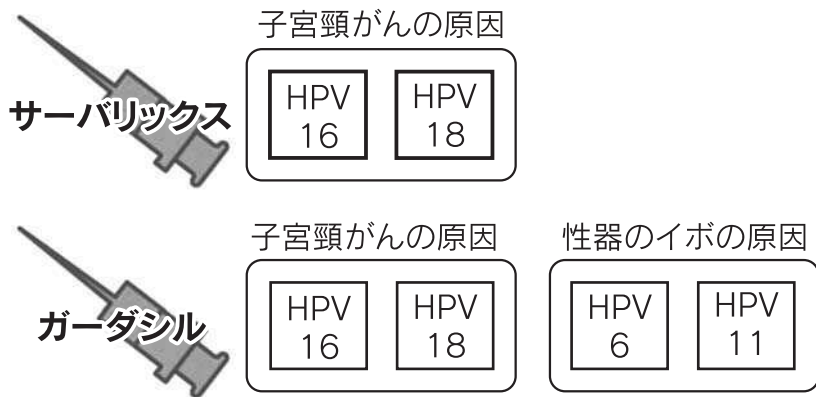 子宮頸がんの原因
サーバリックス
HPV
16
HPV
18
子宮頸がんの原因
性器のイボの原因
ガーダシル
HPV
16
HPV
18
HPV
6
HPV
11